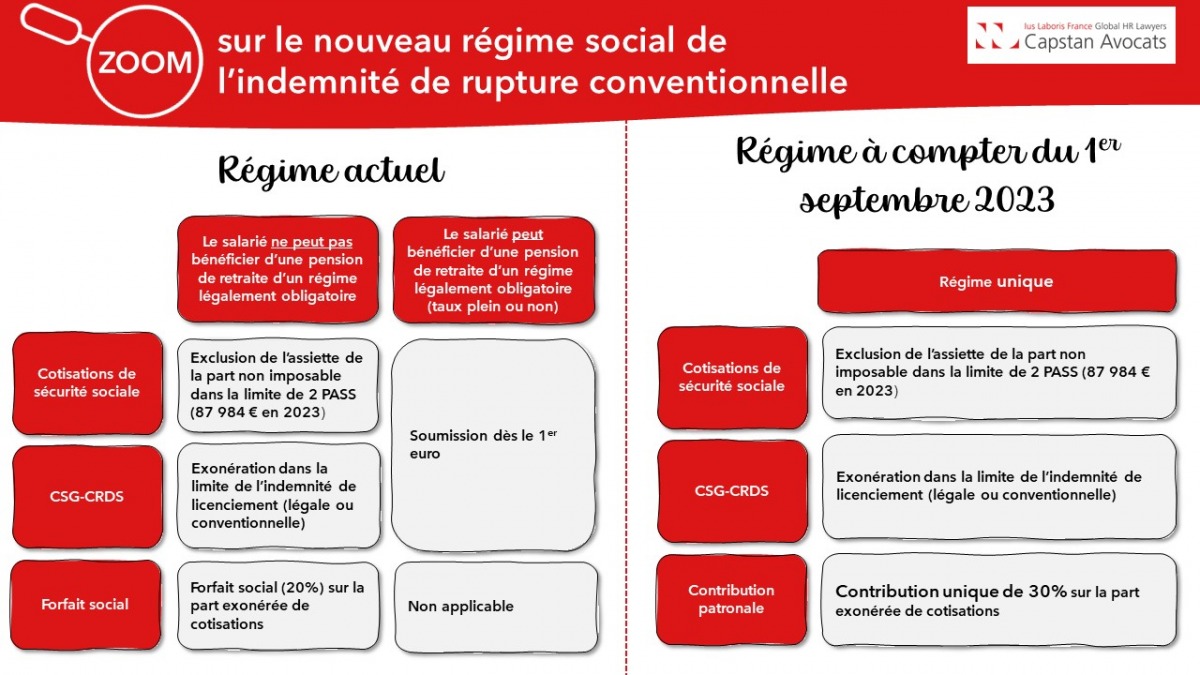 ZOOM
sur le nouveau régime social de
l'indemnité de rupture conventionnelle
Ius Laboris France Global HR Lawyers
Capstan Avocats
Régime actuel
Le salarié ne peut pas
bénéficier d'une pension
de retraite d'un régime
légalement obligatoire
Le salarié peut
bénéficier d'une pension
de retraite d'un régime
légalement obligatoire
(taux plein ou non)
Cotisations de
sécurité sociale
Exclusion de l'assiette de
la part non imposable
dans la limite de 2 PASS
(87 984 € en 2023)
Soumission dès le 1er
euro
CSG-CRDS
Exonération dans la
limite de l'indemnité de
licenciement (légale ou
conventionnelle)
Forfait social
Forfait social (20%) sur la
part exonérée de
cotisations
Non applicable
Régime à compter du 1er
septembre 2023
Régime unique
Cotisations de
sécurité sociale
Exclusion de l'assiette de la part non
imposable dans la limite de 2 PASS (87 984 €
en 2023)
CSG-CRDS
Exonération dans la limite de l'indemnité de
licenciement (légale ou conventionnelle)
Contribution
patronale
Contribution unique de 30% sur la part
exonérée de cotisations